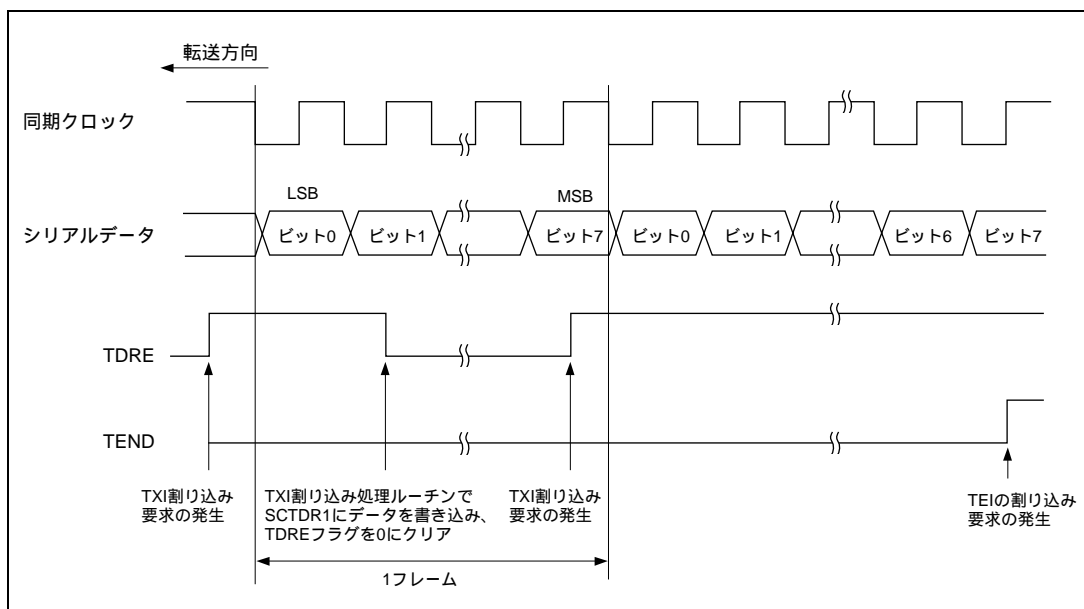 転送方向
同期クロック
LSB
MSB
シリアルデータ
ビット0
ビット1
ビット7
ビット0
ビット1
ビット6
ビット7
TDRE
TEND
TXI割り込み
要求の発生
TXI割り込み処理ルーチンで
SCTDR1にデータを書き込み、
TDREフラグを0にクリア
TXI割り込み
要求の発生
TEIの割り込み
要求の発生
1フレーム